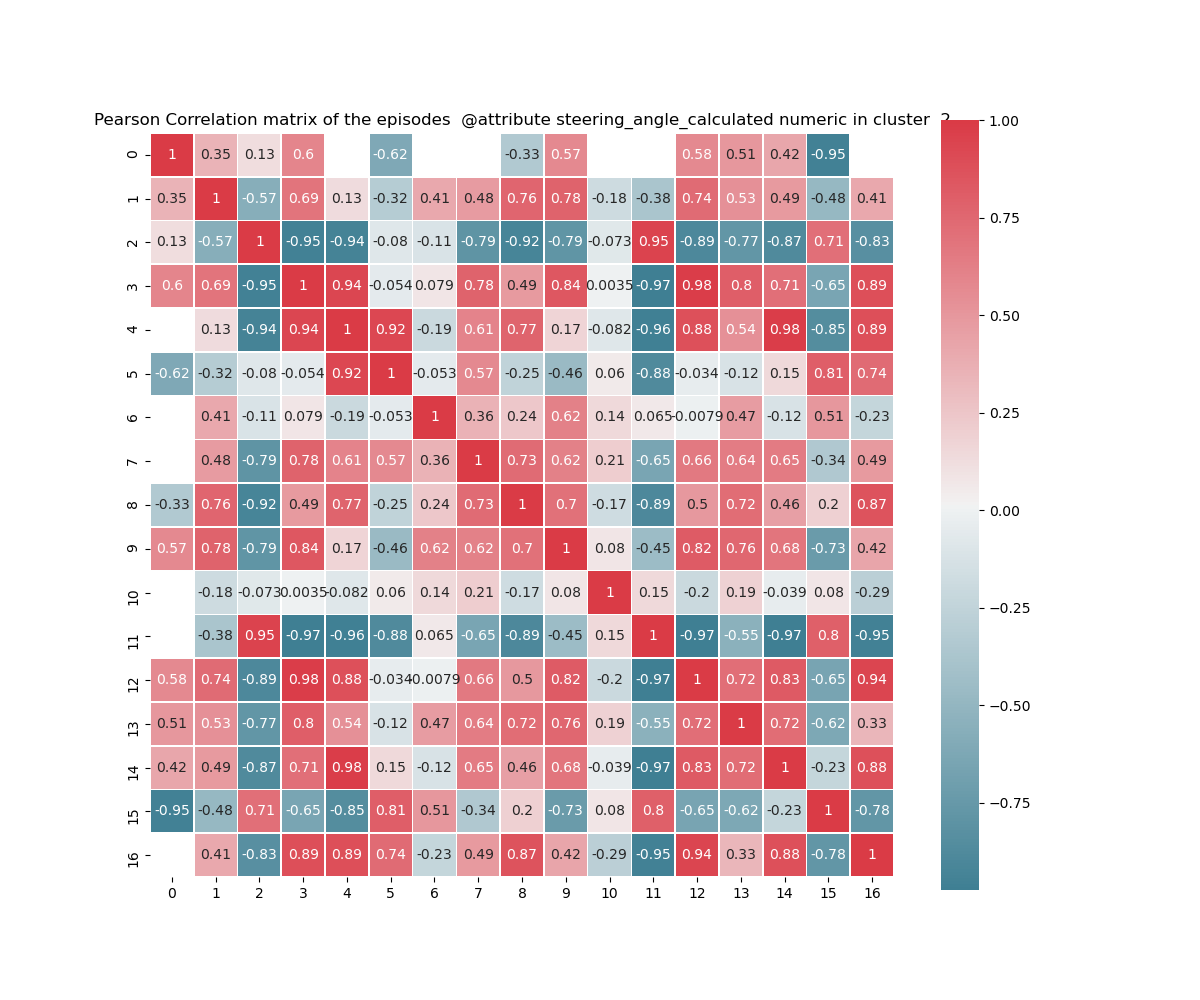 Pearson Correlation matrix of the episodes  @attribute steering_angle_calculated numeric in cluster  2
0 1 0.35 0.13 0.6 -0.62 -0.33 0.57 0.58 0.51 0.42 -0.95
1 0.35 1 -0.57 0.69 0.13 -0.32 0.41 0.48 0.76 0.78 -0.18 -0.38 0.74 0.53 0.49 -0.48 0.41
2 0.13 -0.57 1 -0.95 -0.94 -0.08 -0.11 -0.79 -0.92 -0.79 -0.073 0.95 -0.89 -0.77 -0.87 0.71 -0.83
3 0.6 0.69 -0.95 1 0.94 -0.054 0.079 0.78 0.49 0.84 0.0035 -0.97 0.98 0.8 0.71 -0.65 0.89
4 0.13 -0.94 0.94 1 0.92 -0.19 0.61 0.77 0.17 -0.082 -0.96 0.88 0.54 0.98 -0.85 0.89
5 -0.62 -0.32 -0.08 -0.054 0.92 1 -0.053 0.57 -0.25 -0.46 0.06 -0.88 -0.034 -0.12 0.15 0.81 0.74
6 0.41 -0.11 0.079 -0.19 -0.053 1 0.36 0.24 0.62 0.14 0.065 -0.0079 0.47 -0.12 0.51 -0.23
7 0.48 -0.79 0.78 0.61 0.57 0.36 1 0.73 0.62 0.21 -0.65 0.66 0.64 0.65 -0.34 0.49
8 -0.33 0.76 -0.92 0.49 0.77 -0.25 0.24 0.73 1 0.7 -0.17 -0.89 0.5 0.72 0.46 0.2 0.87
9 0.57 0.78 -0.79 0.84 0.17 -0.46 0.62 0.62 0.7 1 0.08 -0.45 0.82 0.76 0.68 -0.73 0.42
10 -0.18 -0.073 0.0035 -0.082 0.06 0.14 0.21 -0.17 0.08 1 0.15 -0.2 0.19 -0.039 0.08 -0.29
11 -0.38 0.95 -0.97 -0.96 -0.88 0.065 -0.65 -0.89 -0.45 0.15 1 -0.97 -0.55 -0.97 0.8 -0.95
12 0.58 0.74 -0.89 0.98 0.88 -0.034 -0.0079 0.66 0.5 0.82 -0.2 -0.97 1 0.72 0.83 -0.65 0.94
13 0.51 0.53 -0.77 0.8 0.54 -0.12 0.47 0.64 0.72 0.76 0.19 -0.55 0.72 1 0.72 -0.62 0.33
14 0.42 0.49 -0.87 0.71 0.98 0.15 -0.12 0.65 0.46 0.68 -0.039 -0.97 0.83 0.72 1 -0.23 0.88
15 -0.95 -0.48 0.71 -0.65 -0.85 0.81 0.51 -0.34 0.2 -0.73 0.08 0.8 -0.65 -0.62 -0.23 1 -0.78
16 0.41 -0.83 0.89 0.89 0.74 -0.23 0.49 0.87 0.42 -0.29 -0.95 0.94 0.33 0.88 -0.78 1
0 1 2 3 4 5 6 7 8 9 10 11 12 13 14 15 16
1.00
0.75
0.50
0.25
0.00
−0.25
−0.50
−0.75